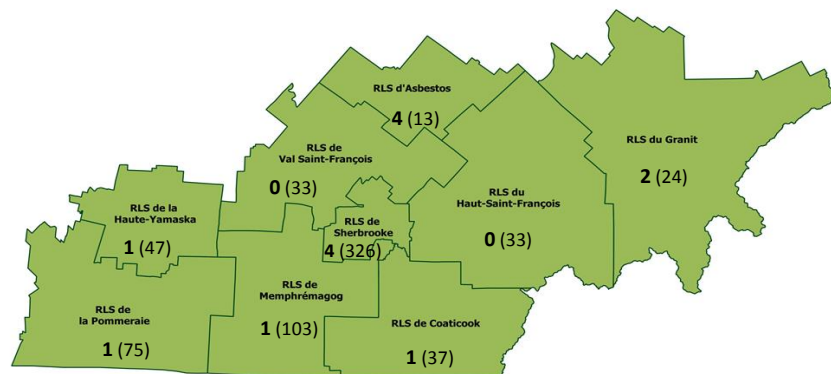 RLS d'Asbestos
4 (13)
RLS de
Val Saint-François
0 (33)
RLS du Granit
2 (24)
RLS de la
Haute-Yamaska
1 (47)
RLS de
Sherbrooke
4 (326)
RLS du
Haut-Saint-François
0 (33)
RLS de
la Pommeraie
1 (75)
RLS de
Memphrémagog
1 (103)
RLS de Coaticook
1 (37)